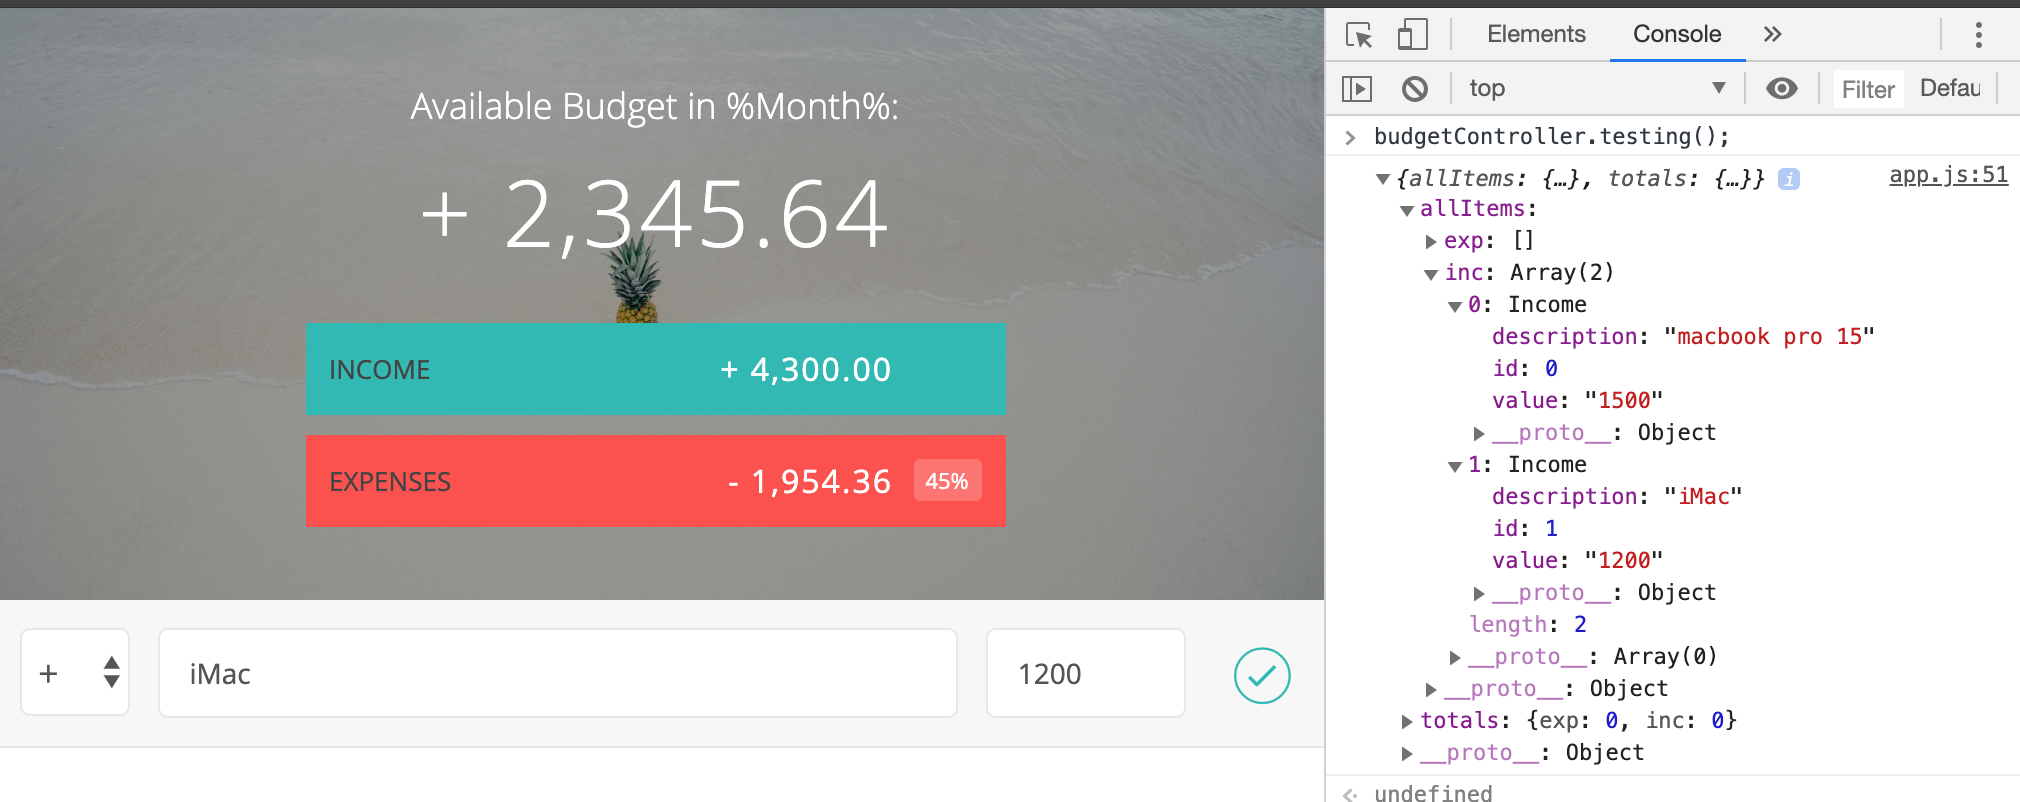 Available Budget in %Month%:
+ 2,345.64
INCOME + 4,300.00
EXPENSES - 1,954.36 45%
+ iMac 1200
Elements Console
top Filter Defau
budgetController.testing();
{allItems: {…}, totals: {…}} i app.js:51
allItems:
exp: []
inc: Array(2)
0: Income
description: "macbook pro 15"
id: 0
value: "1500"
__proto__: Object
1: Income
description: "iMac"
id: 1
value: "1200"
__proto__: Object
length: 2
__proto__: Array(0)
__proto__: Object
totals: {exp: 0, inc: 0}
__proto__: Object
undefined